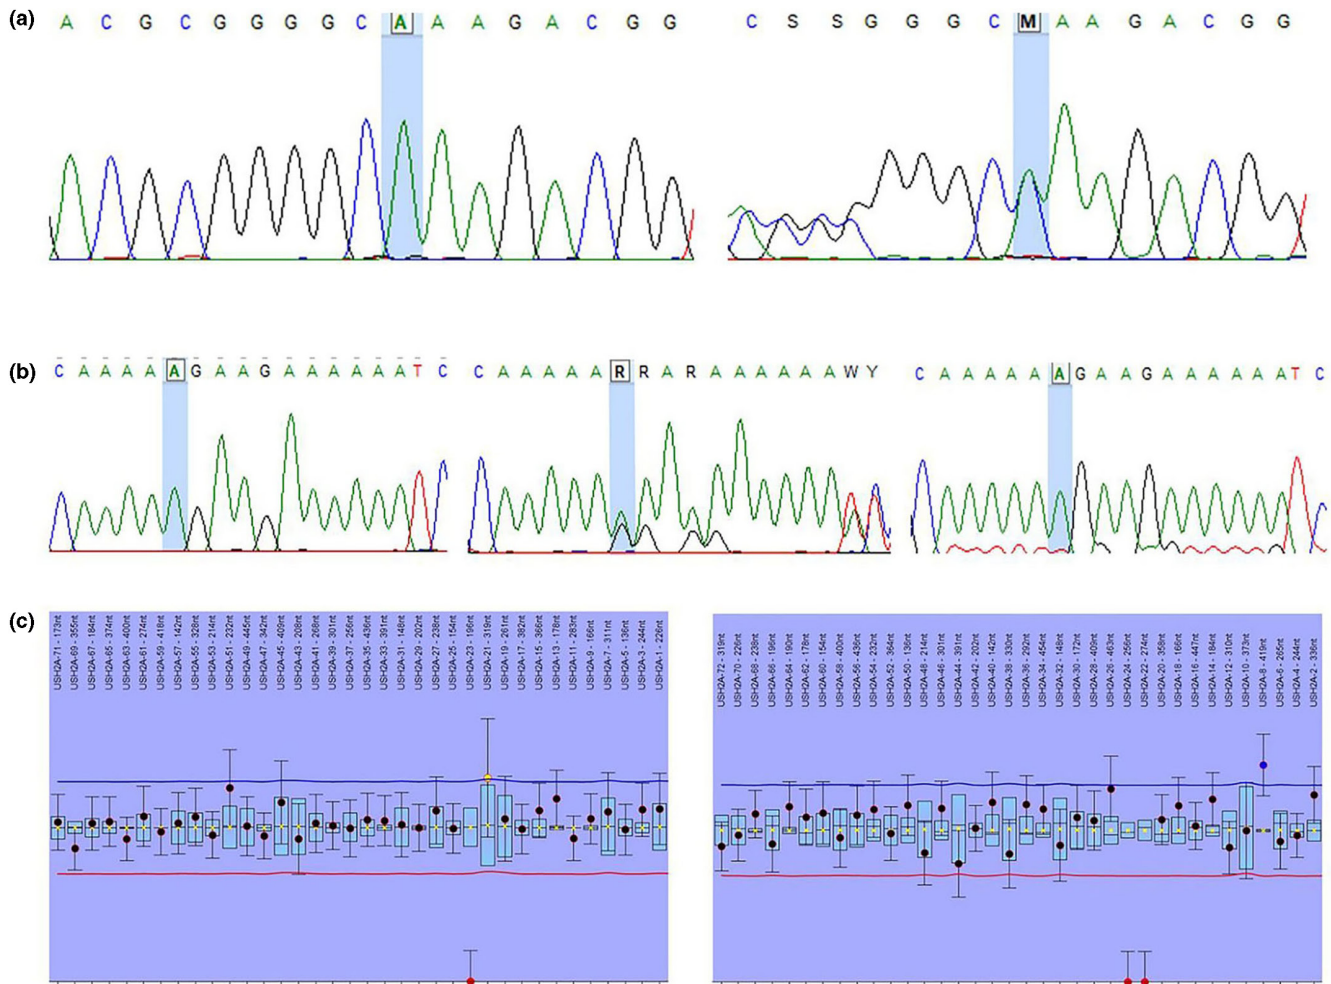 (a)
A C G C G G G G C A A A G A C G G
C S S G G G C M A A G A C G G
(b)
C A A A A A G A A G A A A A A A T C
C A A A A A R R A R A A A A A A W Y
C A A A A A A G A A G A A A A A A T C
(c)
USH2A-71 - 173nt
USH2A-69 - 355nt
USH2A-67 - 184nt
USH2A-65 - 374nt
USH2A-63 - 400nt
USH2A-61 - 274nt
USH2A-59 - 418nt
USH2A-57 - 142nt
USH2A-55 - 328nt
USH2A-53 - 214nt
USH2A-51 - 232nt
USH2A-49 - 445nt
USH2A-47 - 342nt
USH2A-45 - 409nt
USH2A-43 - 208nt
USH2A-41 - 268nt
USH2A-39 - 301nt
USH2A-37 - 256nt
USH2A-35 - 436nt
USH2A-33 - 391nt
USH2A-31 - 148nt
USH2A-29 - 202nt
USH2A-27 - 238nt
USH2A-25 - 154nt
USH2A-23 - 196nt
USH2A-21 - 319nt
USH2A-19 - 261nt
USH2A-17 - 382nt
USH2A-15 - 366nt
USH2A-13 - 178nt
USH2A-11 - 283nt
USH2A-9 - 166nt
USH2A-7 - 311nt
USH2A-5 - 136nt
USH2A-3 - 244nt
USH2A-1 - 226nt
USH2A-72 - 319nt
USH2A-70 - 226nt
USH2A-68 - 238nt
USH2A-66 - 196nt
USH2A-64 - 190nt
USH2A-62 - 178nt
USH2A-60 - 154nt
USH2A-58 - 400nt
USH2A-56 - 436nt
USH2A-54 - 232nt
USH2A-52 - 364nt
USH2A-50 - 136nt
USH2A-48 - 214nt
USH2A-46 - 301nt
USH2A-44 - 391nt
USH2A-42 - 202nt
USH2A-40 - 142nt
USH2A-38 - 330nt
USH2A-36 - 292nt
USH2A-34 - 454nt
USH2A-32 - 148nt
USH2A-30 - 172nt
USH2A-28 - 409nt
USH2A-26 - 463nt
USH2A-24 - 256nt
USH2A-22 - 274nt
USH2A-20 - 358nt
USH2A-18 - 166nt
USH2A-16 - 447nt
USH2A-14 - 184nt
USH2A-12 - 310nt
USH2A-10 - 373nt
USH2A-8 - 419nt
USH2A-6 - 265nt
USH2A-4 - 244nt
USH2A-2 - 336nt